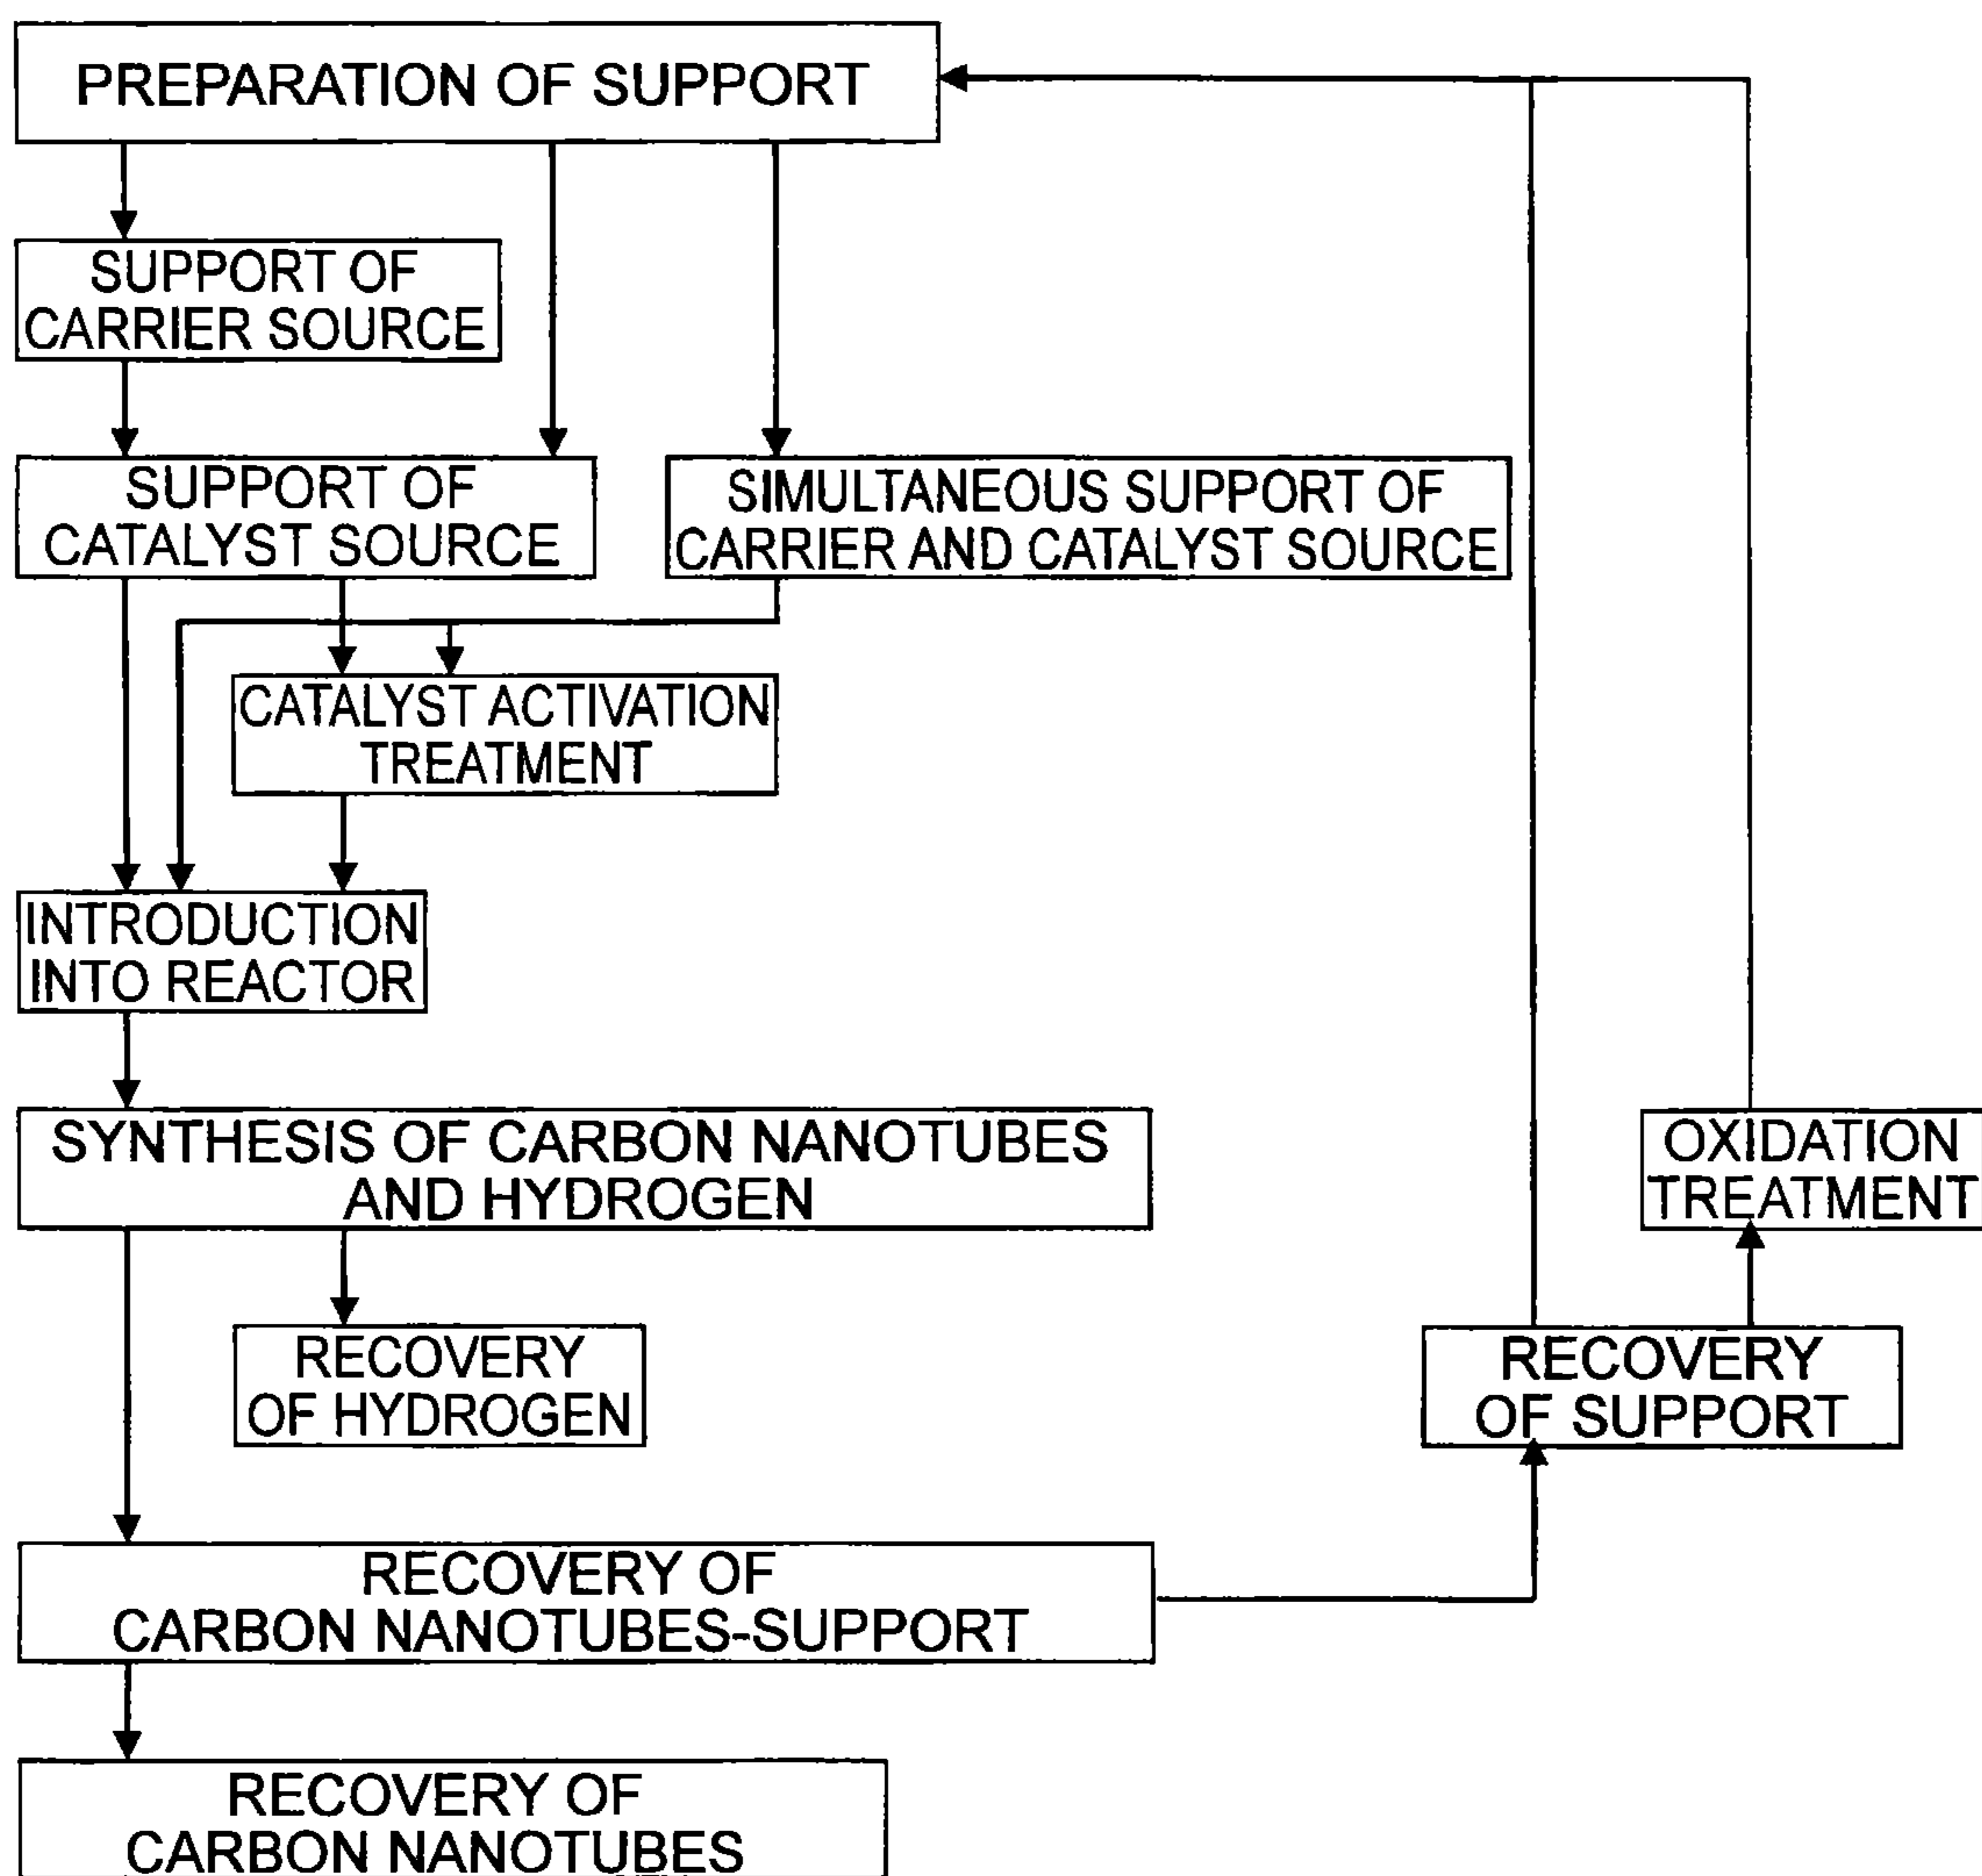 PREPARATION OF SUPPORT
SUPPORT OF
CARRIER SOURCE
SUPPORT OF
CATALYST SOURCE
SIMULTANEOUS SUPPORT OF
CARRIER AND CATALYST SOURCE
CATALYST ACTIVATION
TREATMENT
INTRODUCTION
INTO REACTOR
SYNTHESIS OF CARBON NANOTUBES
AND HYDROGEN
OXIDATION
TREATMENT
RECOVERY
OF HYDROGEN
RECOVERY
OF SUPPORT
RECOVERY OF
CARBON NANOTUBES-SUPPORT
RECOVERY OF
CARBON NANOTUBES